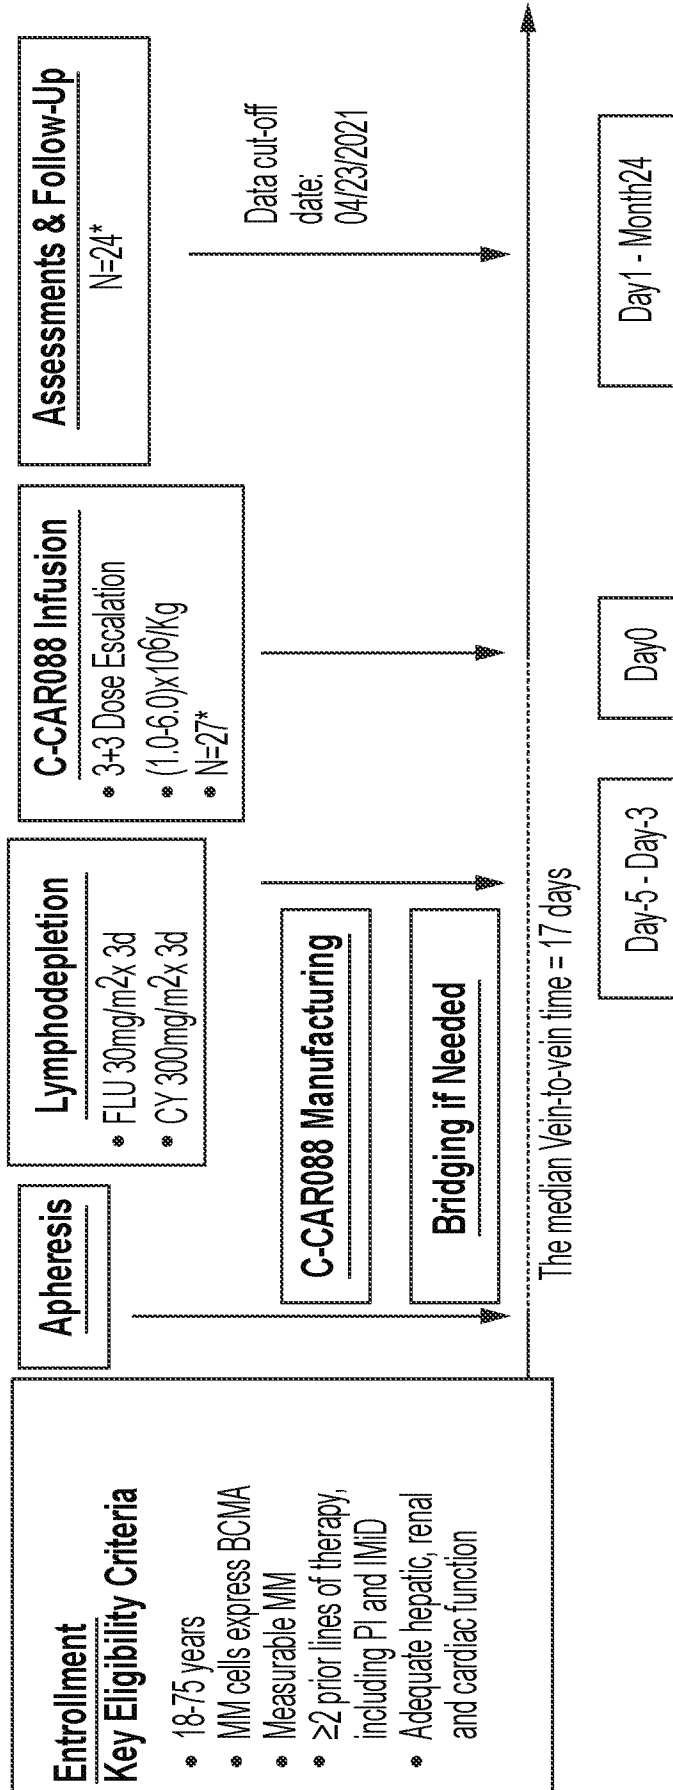 Entrollment
Key Eligibility Criteria
• 18-75 years
• MM cells express BCMA
• Measurable MM
• ≥2 prior lines of therapy,
including PI and IMiD
• Adequate hepatic, renal
and cardiac function
Apheresis
Lymphodepletion
• FLU 30mg/m2x 3d
• CY 300mg/m2x 3d
C-CAR088 Manufacturing
Bridging if Needed
C-CAR088 Infusion
• 3+3 Dose Escalation
• (1.0-6.0)x10⁶/Kg
• N=27*
Assessments & Follow-Up
N=24*
Data cut-off
date:
04/23/2021
The median Vein-to-vein time = 17 days
Day-5 - Day-3
Day0
Day1 - Month24